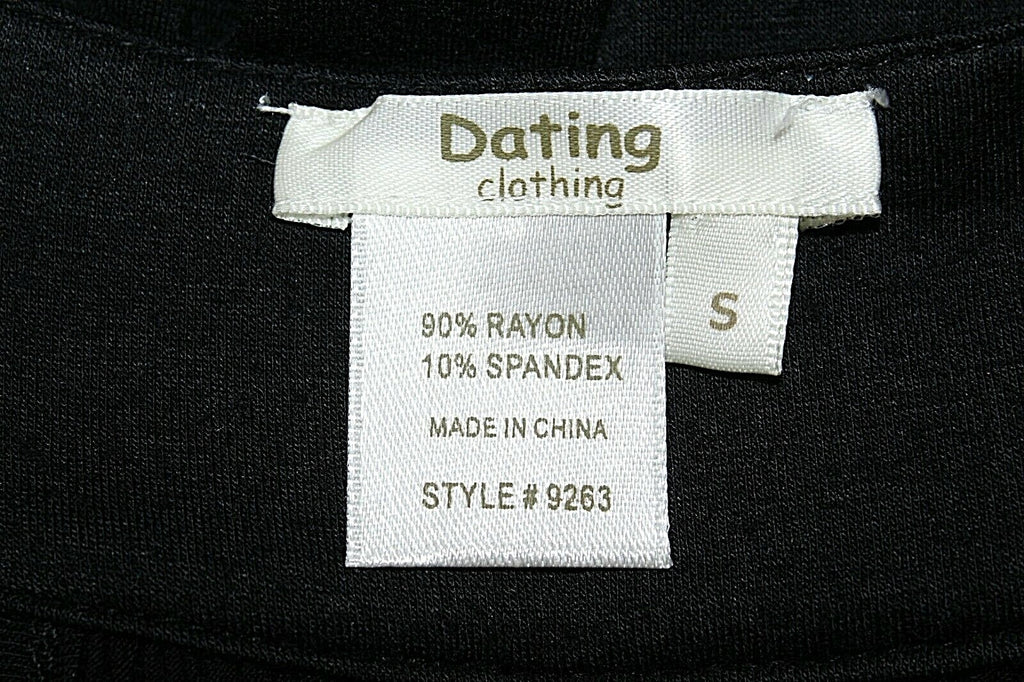 Dating
clothing
S
90% RAYON
10% SPANDEX
MADE IN CHINA
STYLE # 9263